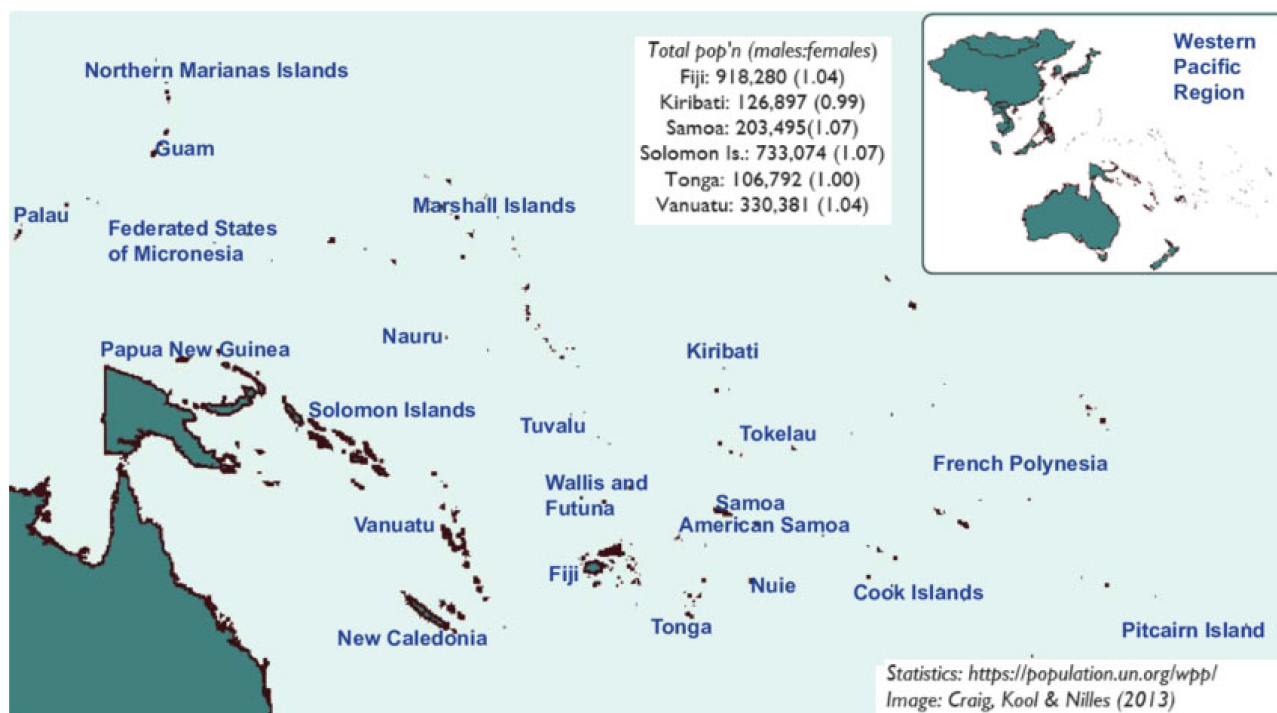 Northern Marianas Islands
Guam
Palau
Federated States
of Micronesia
Marshall Islands
Total pop'n (males:females)
Fiji: 918,280 (1.04)
Kiribati: 126,897 (0.99)
Samoa: 203,495(1.07)
Solomon Is.: 733,074 (1.07)
Tonga: 106,792 (1.00)
Vanuatu: 330,381 (1.04)
Western
Pacific
Region
Nauru
Kiribati
Papua New Guinea
Solomon Islands
Tuvalu
Tokelau
French Polynesia
Wallis and
Futuna
Samoa
American Samoa
Vanuatu
Fiji
Nuie
Cook Islands
New Caledonia
Tonga
Pitcairn Island
Statistics: https://population.un.org/wpp/
Image: Craig, Kool & Nilles (2013)